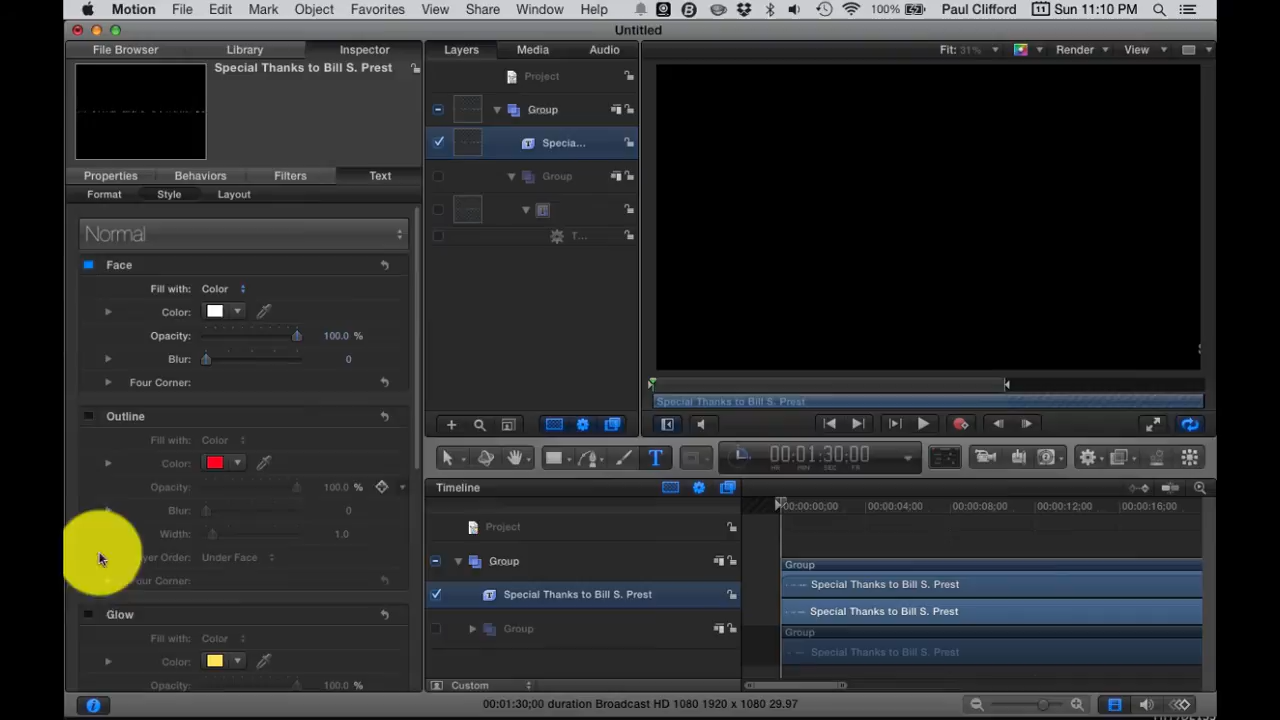 Motion File Edit Mark Object Favorites View Share Window Help 100% Paul Clifford 11 Sun 11:10 PM
Untitled
File Browser Library Inspector Layers Media Audio Fit: 31% Render View
Special Thanks to Bill S. Prest
Project
Group
Specia...
Properties Behaviors Filters Text
Group
Format Style Layout
Normal
T...
Face
Fill with: Color
Color:
Opacity: 100.0 %
Blur: 0
Four Corner:
Special Thanks to Bill S. Prest
Outline
Fill with: Color
Color:
T
00:01:30;00
Opacity: 100.0 %
Timeline
Blur: 0
00:00:00;00 00:00:04;00 00:00:08;00 00:00:12;00 00:00:16;00
Project
Width: 1.0
yer Order: Under Face
Group
Group
Four Corner:
Special Thanks to Bill S. Prest
Special Thanks to Bill S. Prest
Special Thanks to Bill S. Prest
Glow
Group
Group
Fill with: Color
Special Thanks to Bill S. Prest
Color:
Opacity 100.0 %
Custom
00:01:30;00 duration Broadcast HD 1080 1920 x 1080 29.97